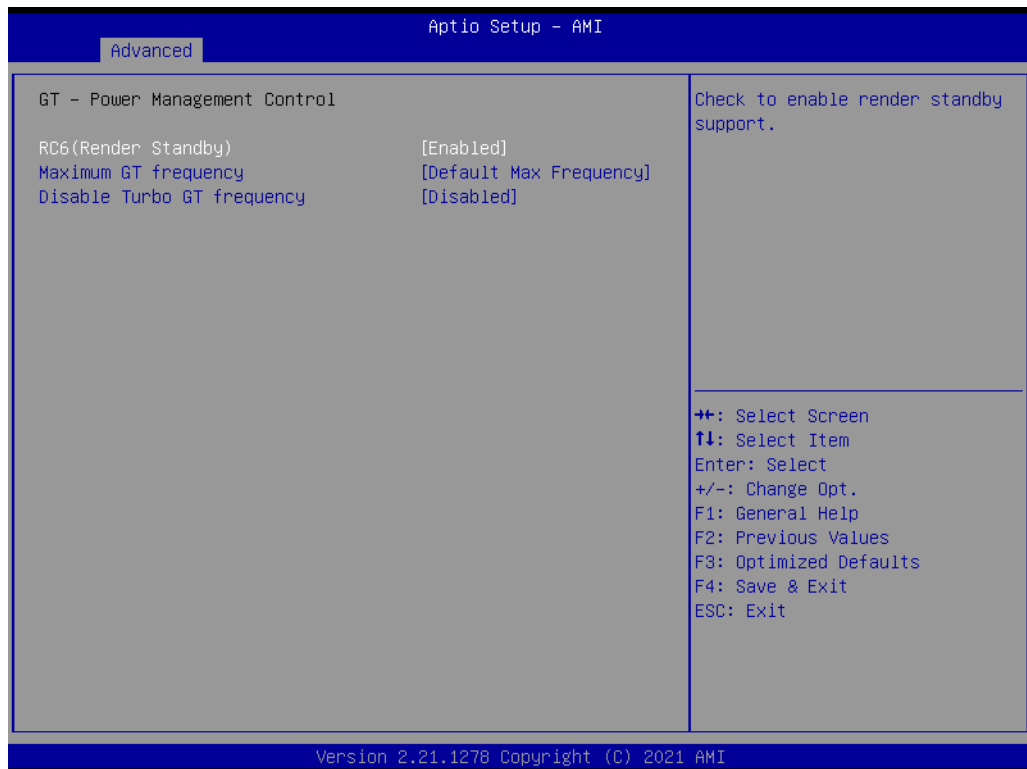 Aptio Setup – AMI
Advanced
GT – Power Management Control
RC6(Render Standby) [Enabled]
Maximum GT frequency [Default Max Frequency]
Disable Turbo GT frequency [Disabled]
Check to enable render standby
support.
→←: Select Screen
↑↓: Select Item
Enter: Select
+/-: Change Opt.
F1: General Help
F2: Previous Values
F3: Optimized Defaults
F4: Save & Exit
ESC: Exit
Version 2.21.1278 Copyright (C) 2021 AMI